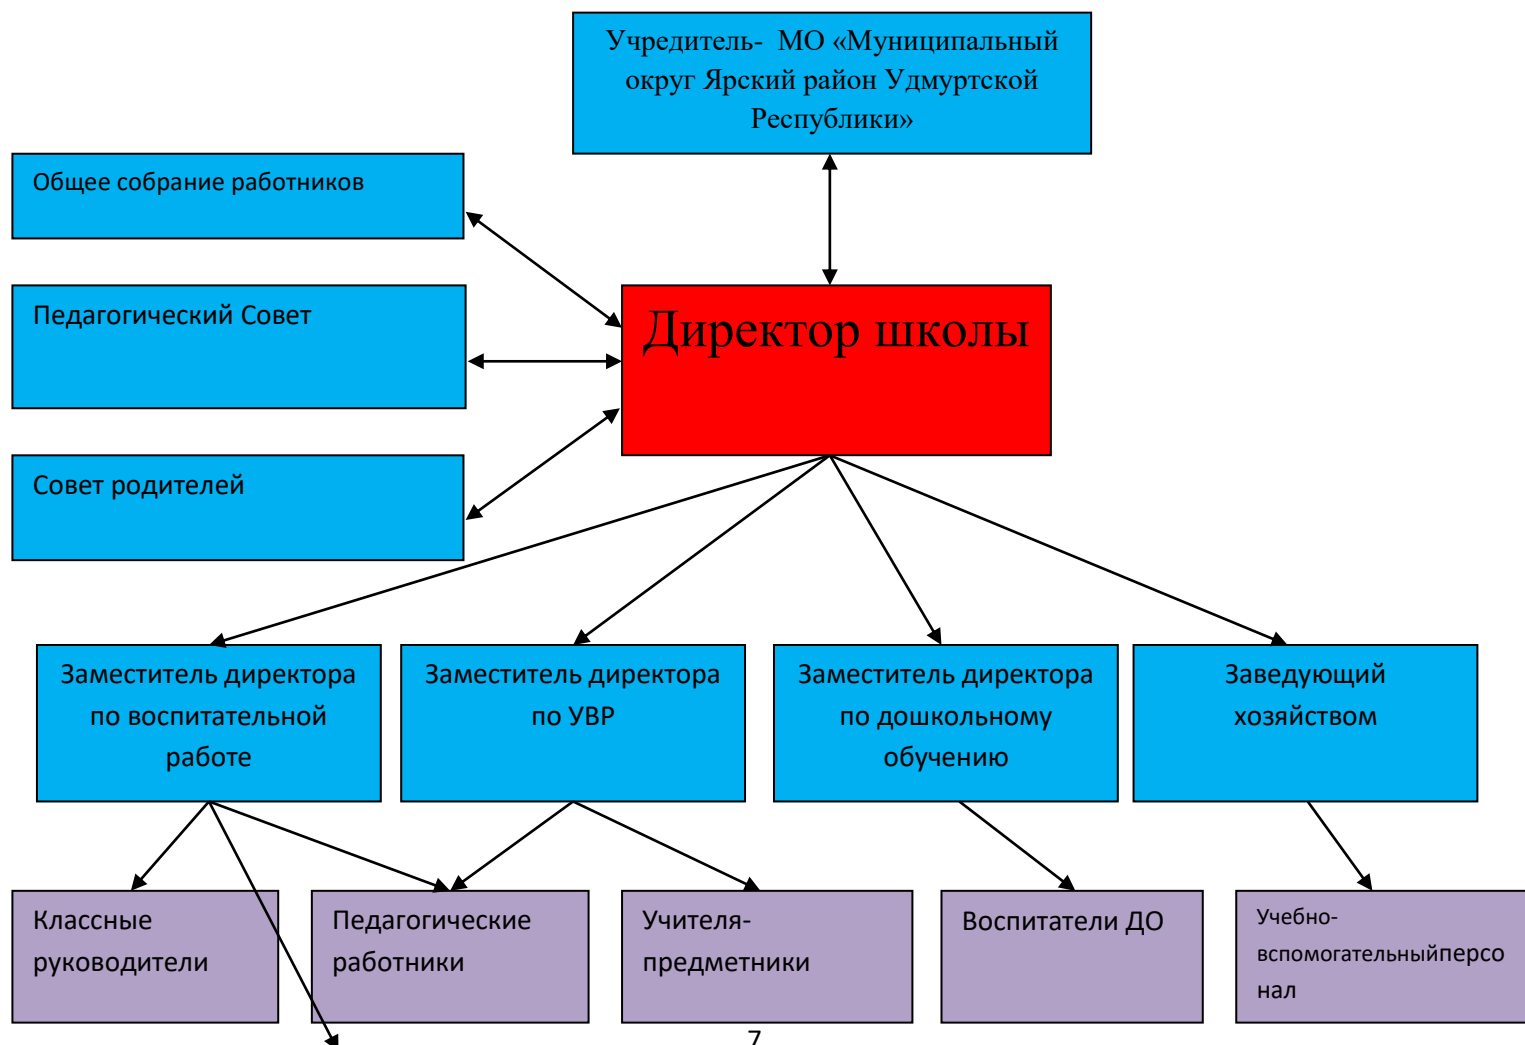 Учредитель-  МО «Муниципальный
округ Ярский район Удмуртской
Республики»
Общее собрание работников
Педагогический Совет
Директор школы
Совет родителей
Заместитель директора
по воспитательной
работе
Заместитель директора
по УВР
Заместитель директора
по дошкольному
обучению
Заведующий
хозяйством
Классные
руководители
Педагогические
работники
Учителя-
предметники
Воспитатели ДО
Учебно-
вспомогательныйперсо
нал
7